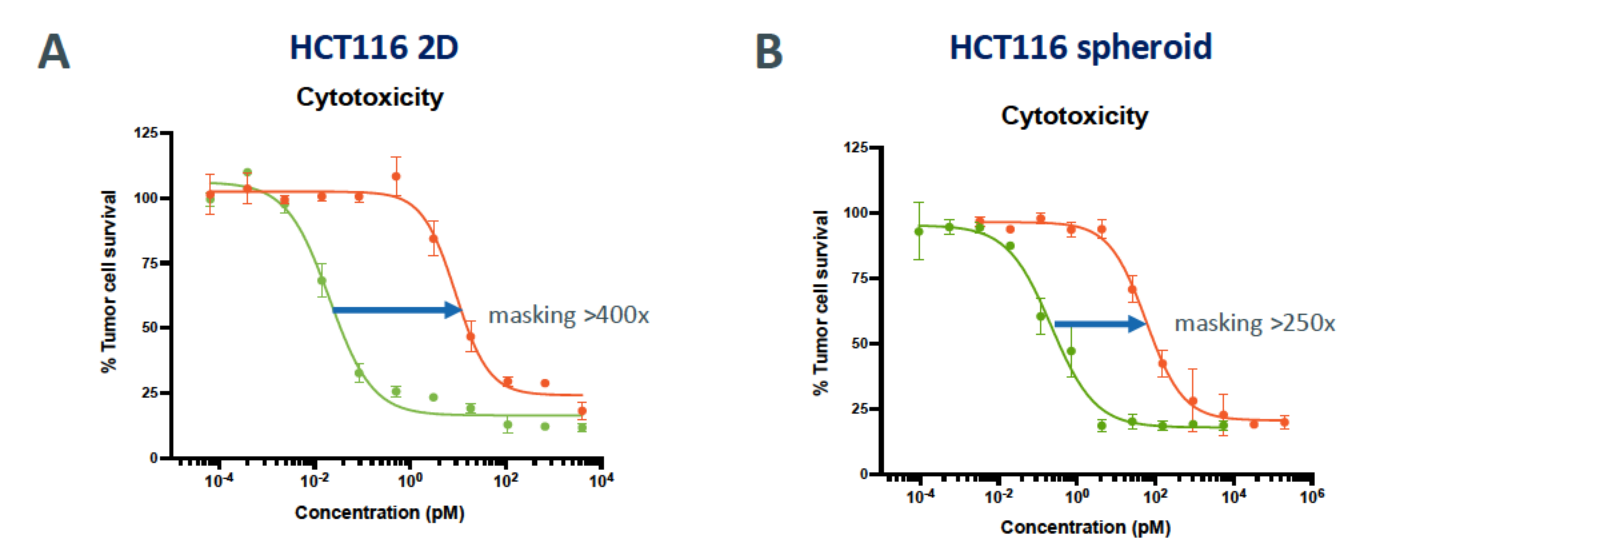 A
HCT116 2D
Cytotoxicity
% Tumor cell survival
125
100
75
50
25
0
masking >400x
10-4
10-2
100
102
104
Concentration (pM)
B
HCT116 spheroid
Cytotoxicity
% Tumor cell survival
125
100
75
50
25
0
masking >250x
10-4
10-2
100
102
104
106
Concentration (pM)